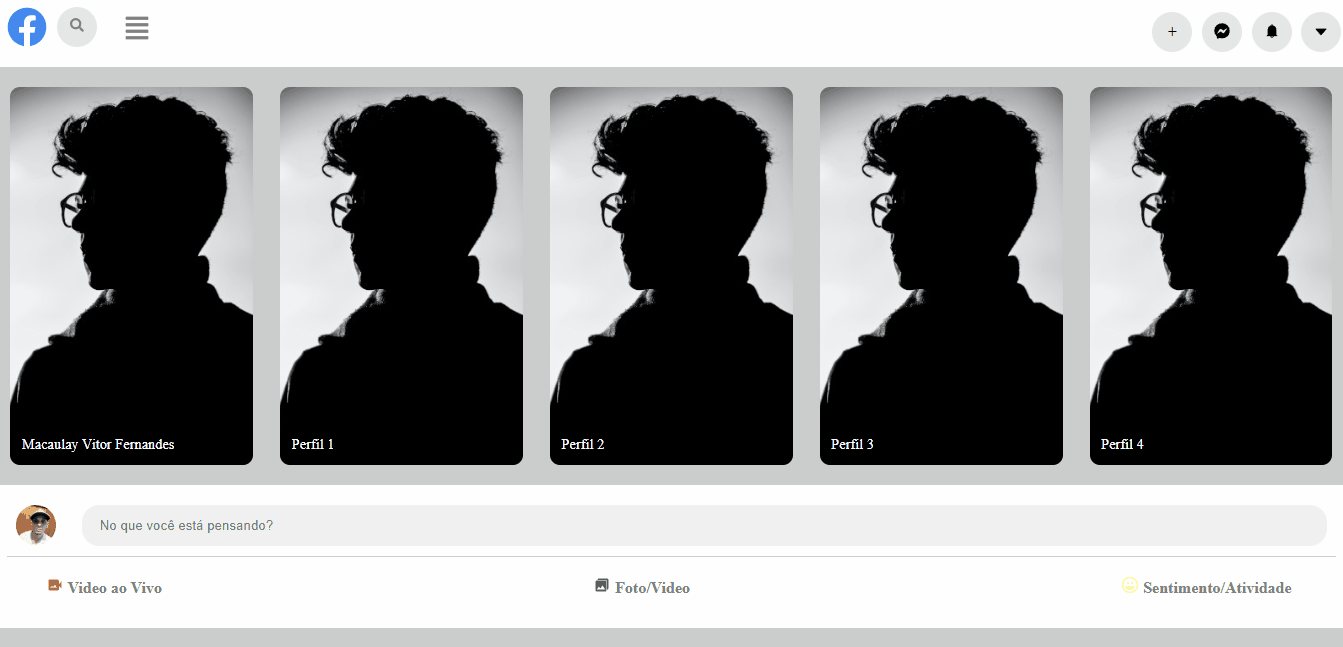 Macaulay Vitor Fernandes
Perfil 1
Perfil 2
Perfil 3
Perfil 4
No que você está pensando?
Video ao Vivo
Foto/Video
Sentimento/Atividade